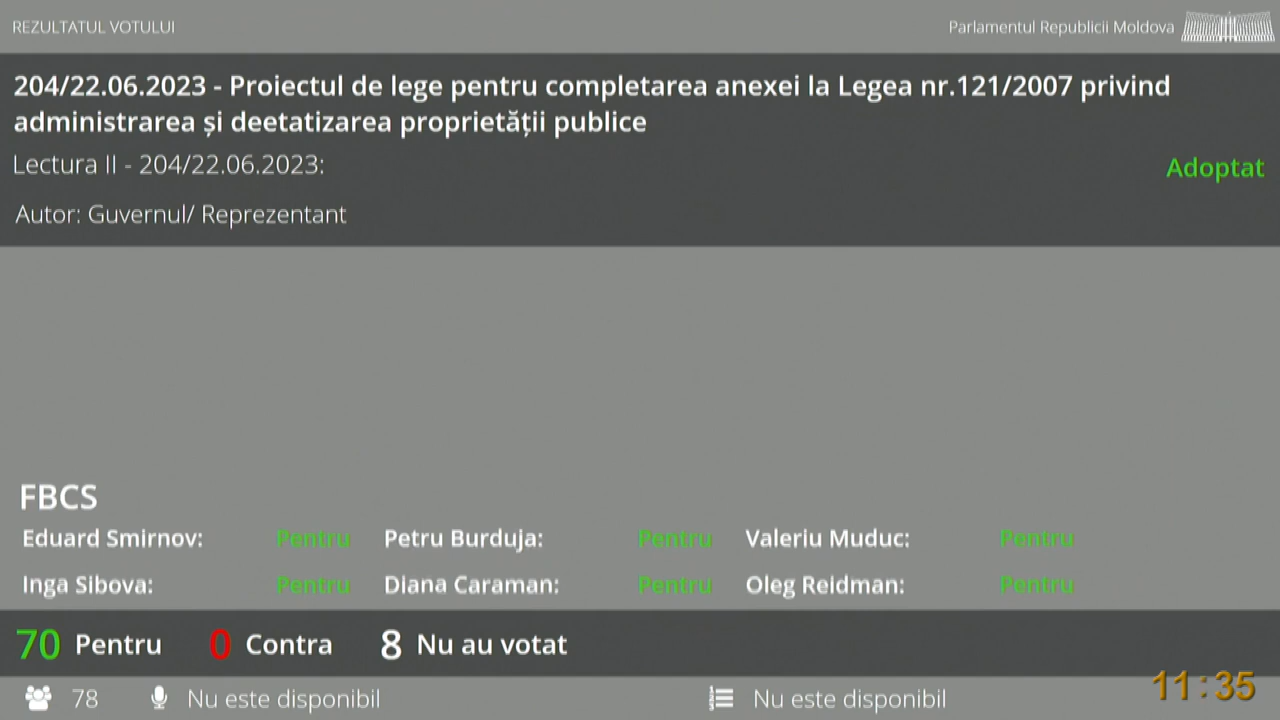 REZULTATUL VOTULUI
Parlamentul Republicii Moldova
204/22.06.2023 - Proiectul de lege pentru completarea anexei la Legea nr.121/2007 privind
administrarea și deetatizarea proprietății publice
Lectura II - 204/22.06.2023:
Adoptat
Autor: Guvernul/ Reprezentant
FBCS
Eduard Smirnov: Pentru Petru Burduja: Pentru Valeriu Muduc: Pentru
Inga Sibova: Pentru Diana Caraman: Pentru Oleg Reidman: Pentru
70 Pentru 0 Contra 8 Nu au votat
78 Nu este disponibil Nu este disponibil 11:35